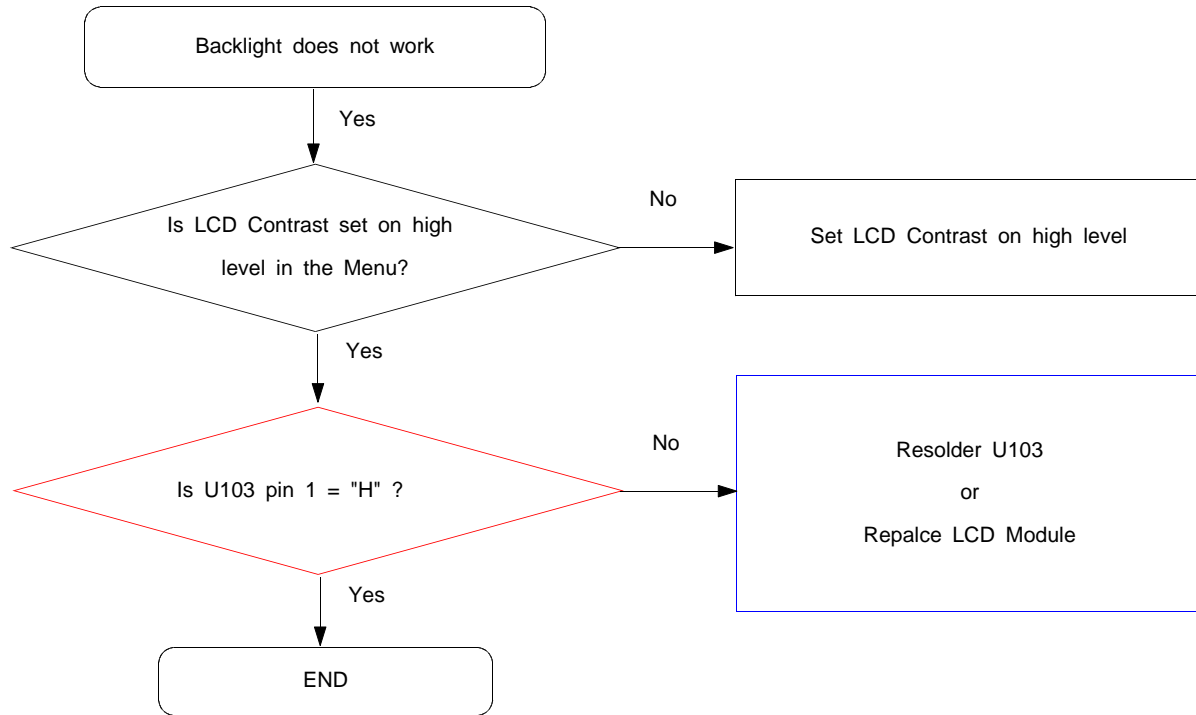 Backlight does not work
Yes
Is LCD Contrast set on high
level in the Menu?
No
Set LCD Contrast on high level
Yes
Is U103 pin 1 = "H" ?
No
Resolder U103
or
Repalce LCD Module
Yes
END